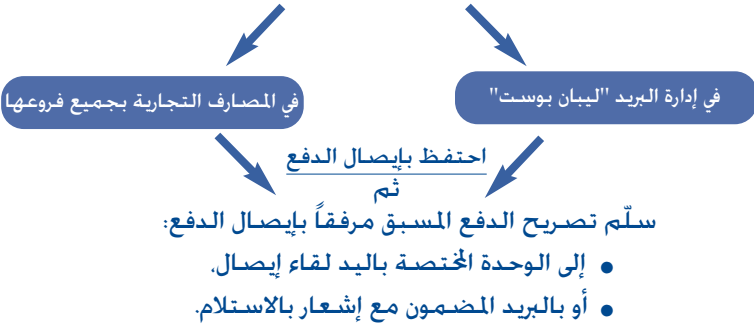 في إدارة البريد "ليبان بوست"
في المصارف التجارية بجميع فروعها
احتفظ بإيصال الدفع
ثم
سلّم تصريح الدفع المسبق مرفقاً بإيصال الدفع:
• إلى الوحدة المختصة باليد لقاء إيصال.
• أو بالبريد المضمون مع إشعار بالاستلام.